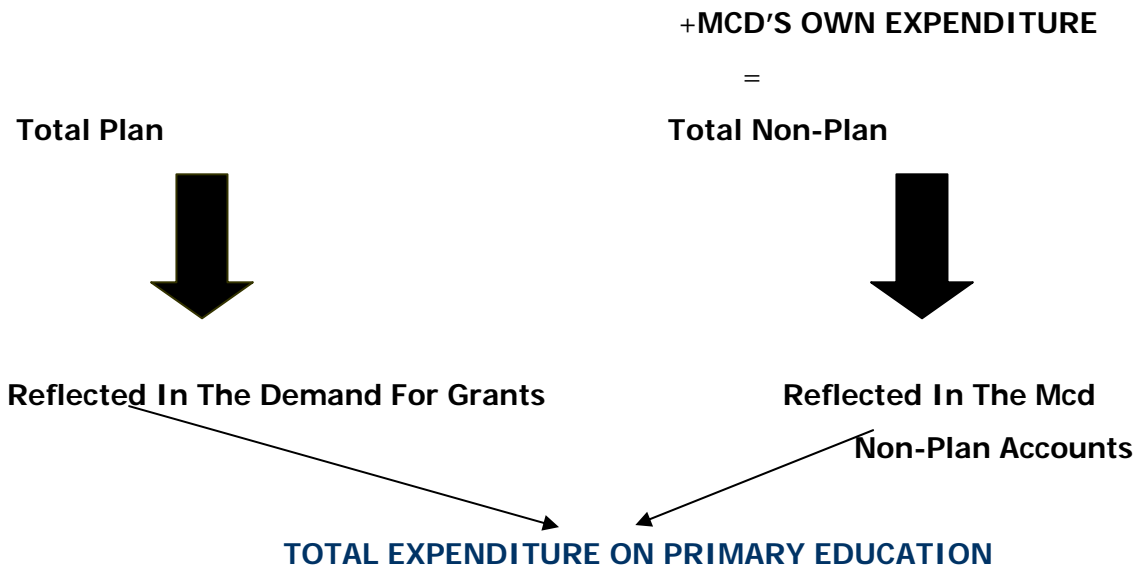 +MCD'S OWN EXPENDITURE
=
Total Plan
Total Non-Plan
Reflected In The Demand For Grants
Reflected In The Mcd
Non-Plan Accounts
TOTAL EXPENDITURE ON PRIMARY EDUCATION